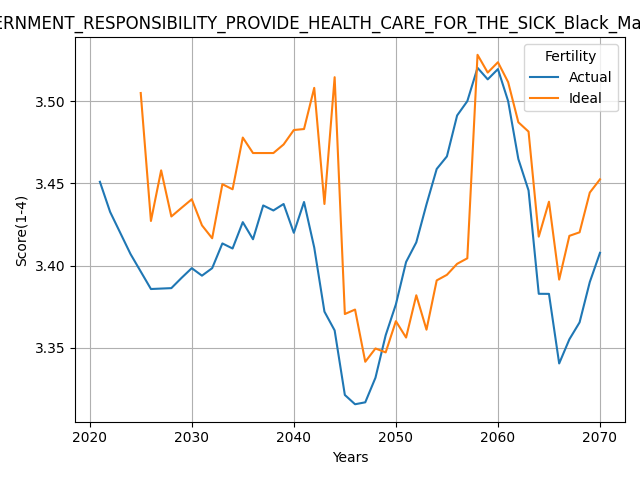 ERNMENT_RESPONSIBILITY_PROVIDE_HEALTH_CARE_FOR_THE_SICK_Black_Ma
Fertility
Actual
Ideal
Score(1-4)
3.50
3.45
3.40
3.35
2020 2030 2040 2050 2060 2070
Years